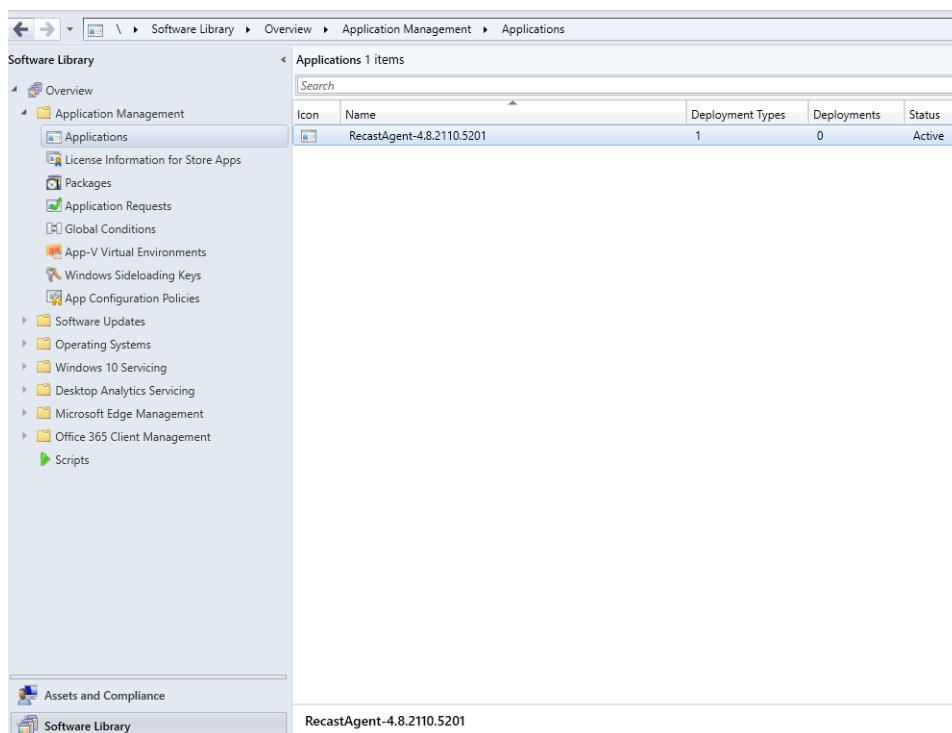 \ Software Library Overview Application Management Applications
Software Library
Overview
Application Management
Applications
License Information for Store Apps
Packages
Application Requests
Global Conditions
App-V Virtual Environments
Windows Sideloading Keys
App Configuration Policies
Software Updates
Operating Systems
Windows 10 Servicing
Desktop Analytics Servicing
Microsoft Edge Management
Office 365 Client Management
Scripts
Assets and Compliance
Software Library
Applications 1 items
Search
Icon Name Deployment Types Deployments Status
RecastAgent-4.8.2110.5201 1 0 Active
RecastAgent-4.8.2110.5201